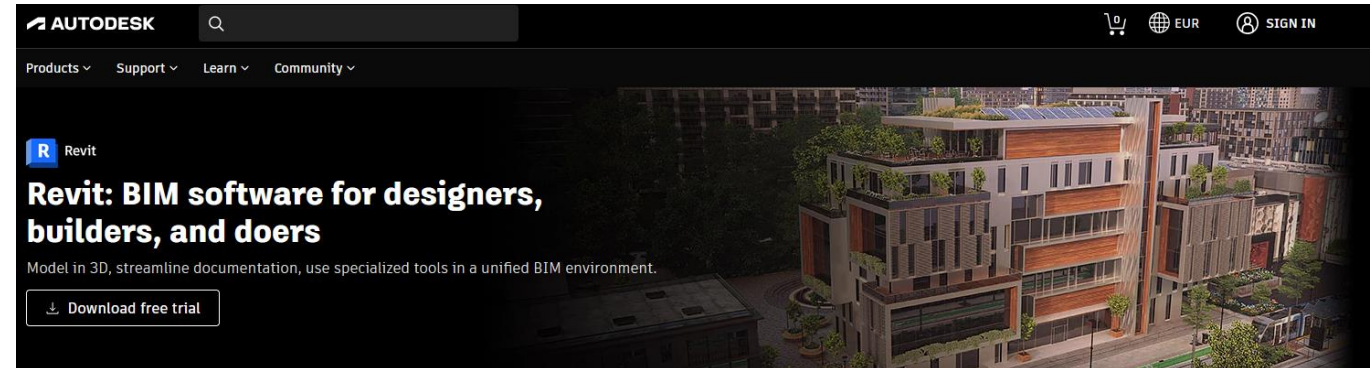 AUTODESK
0
EUR
SIGN IN
Products
Support
Learn
Community
R
Revit
Revit: BIM software for designers,
builders, and doers
Model in 3D, streamline documentation, use specialized tools in a unified BIM environment.
Download free trial